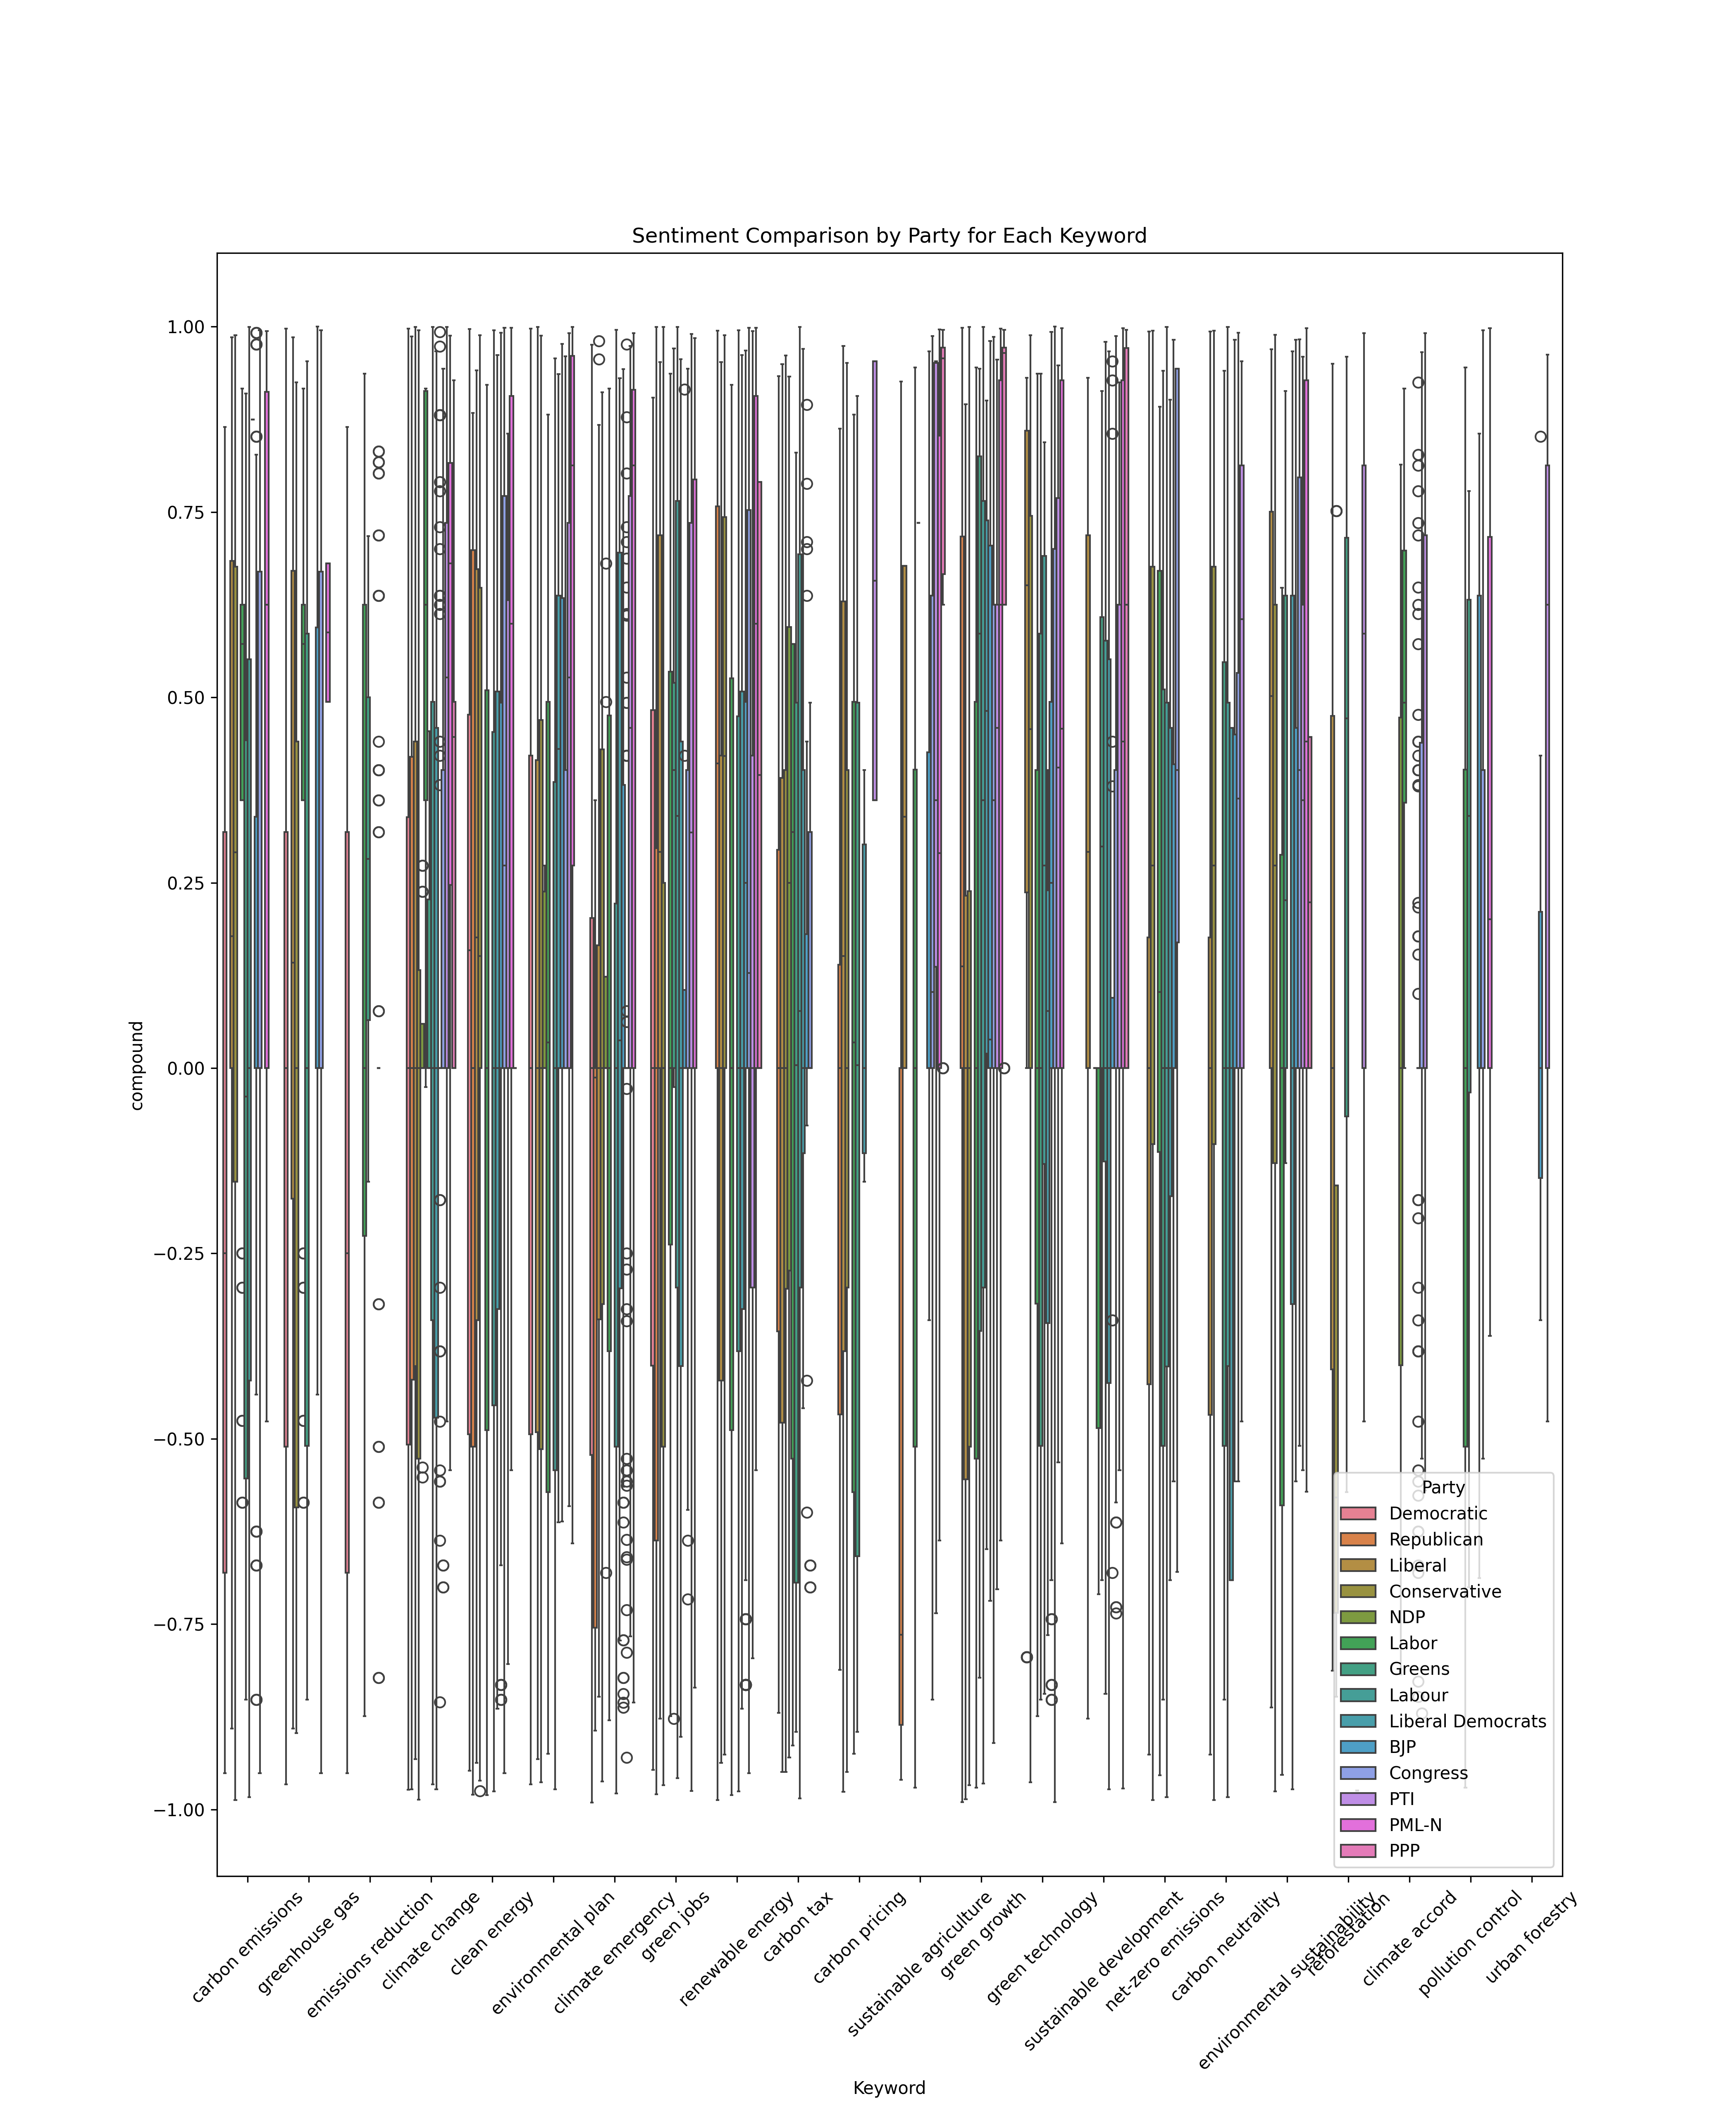 Sentiment Comparison by Party for Each Keyword
1.00
0.75
0.50
0.25
0.00
−0.25
−0.50
−0.75
−1.00
compound
Party
Democratic
Republican
Liberal
Conservative
NDP
Labor
Greens
Labour
Liberal Democrats
BJP
Congress
PTI
PML-N
PPP
carbon emissions
greenhouse gas
emissions reduction
climate change
clean energy
environmental plan
climate emergency
green jobs
renewable energy
carbon tax
carbon pricing
sustainable agriculture
green growth
green technology
sustainable development
net-zero emissions
carbon neutrality
environmental sustainability
reforestation
climate accord
pollution control
urban forestry
Keyword